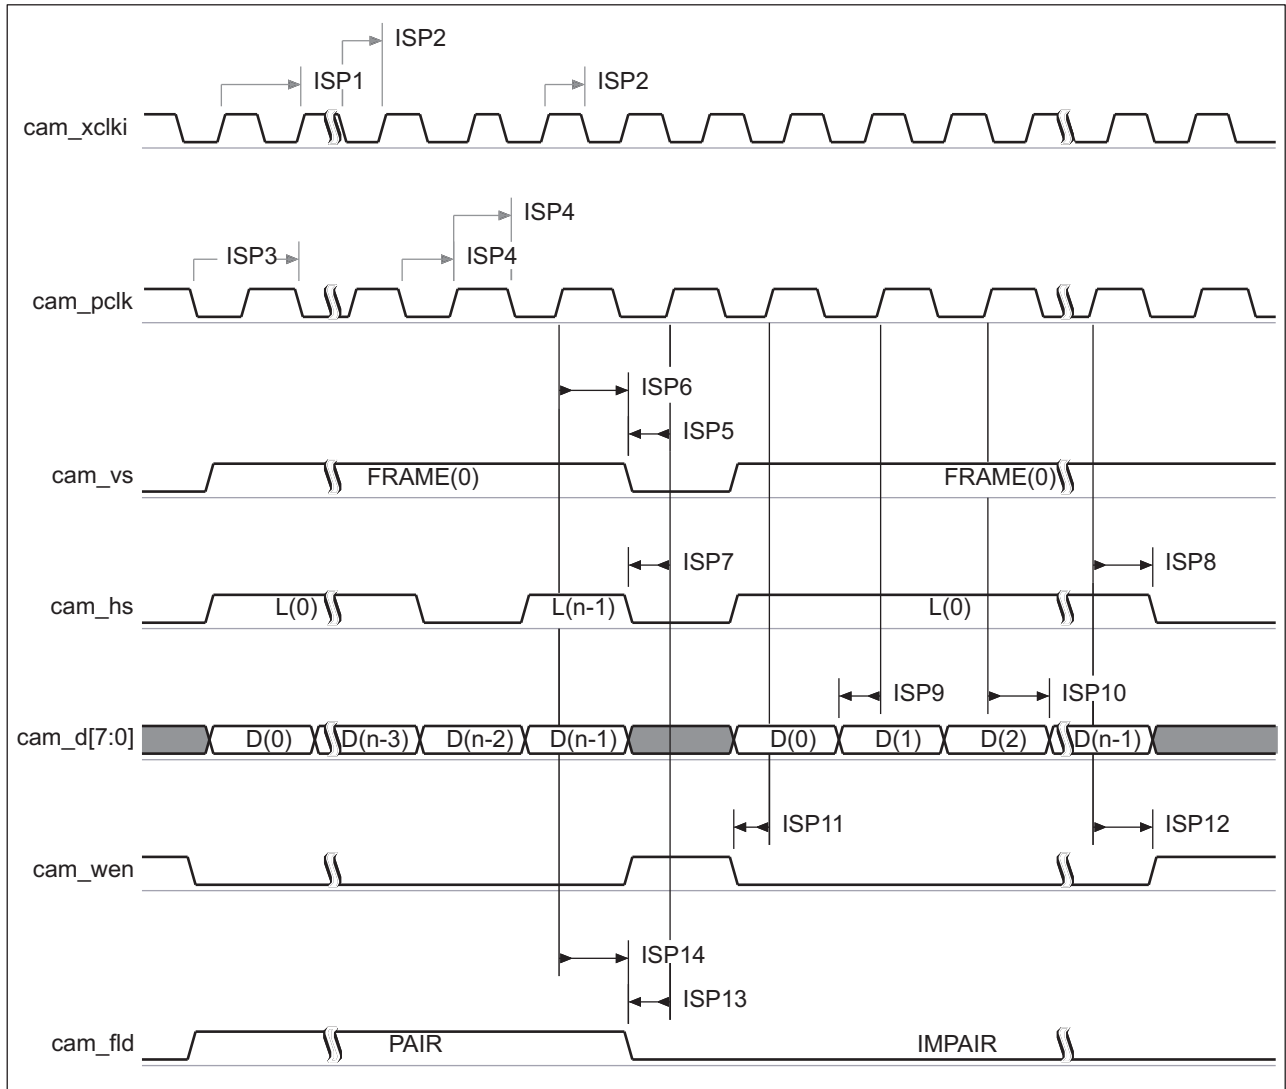 ISP2
ISP1 ISP2
cam_xclki
ISP4
ISP3 ISP4
cam_pclk
ISP6
ISP5
cam_vs FRAME(0) FRAME(0)
ISP7 ISP8
cam_hs L(0) L(n-1) L(0)
ISP9 ISP10
cam_d[7:0] D(0) D(n-3) D(n-2) D(n-1) D(0) D(1) D(2) D(n-1)
ISP11 ISP12
cam_wen
ISP14
ISP13
cam_fld PAIR IMPAIR